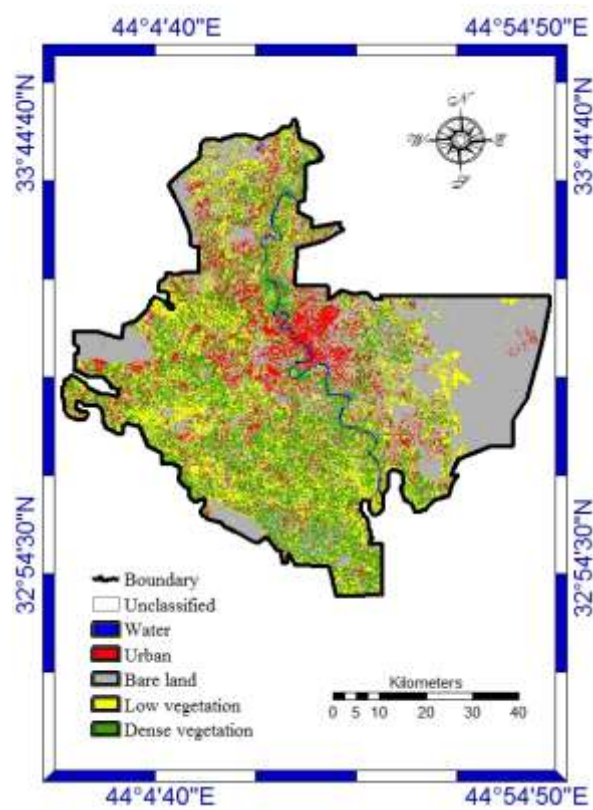 44°4'40"E 44°54'50"E
33°44'40"N 33°44'40"N
32°54'30"N 32°54'30"N
N
W E
S
Boundary
Unclassified
Water
Urban
Bare land
Low vegetation
Dense vegetation
Kilometers
0 5 10 20 30 40
44°4'40"E 44°54'50"E